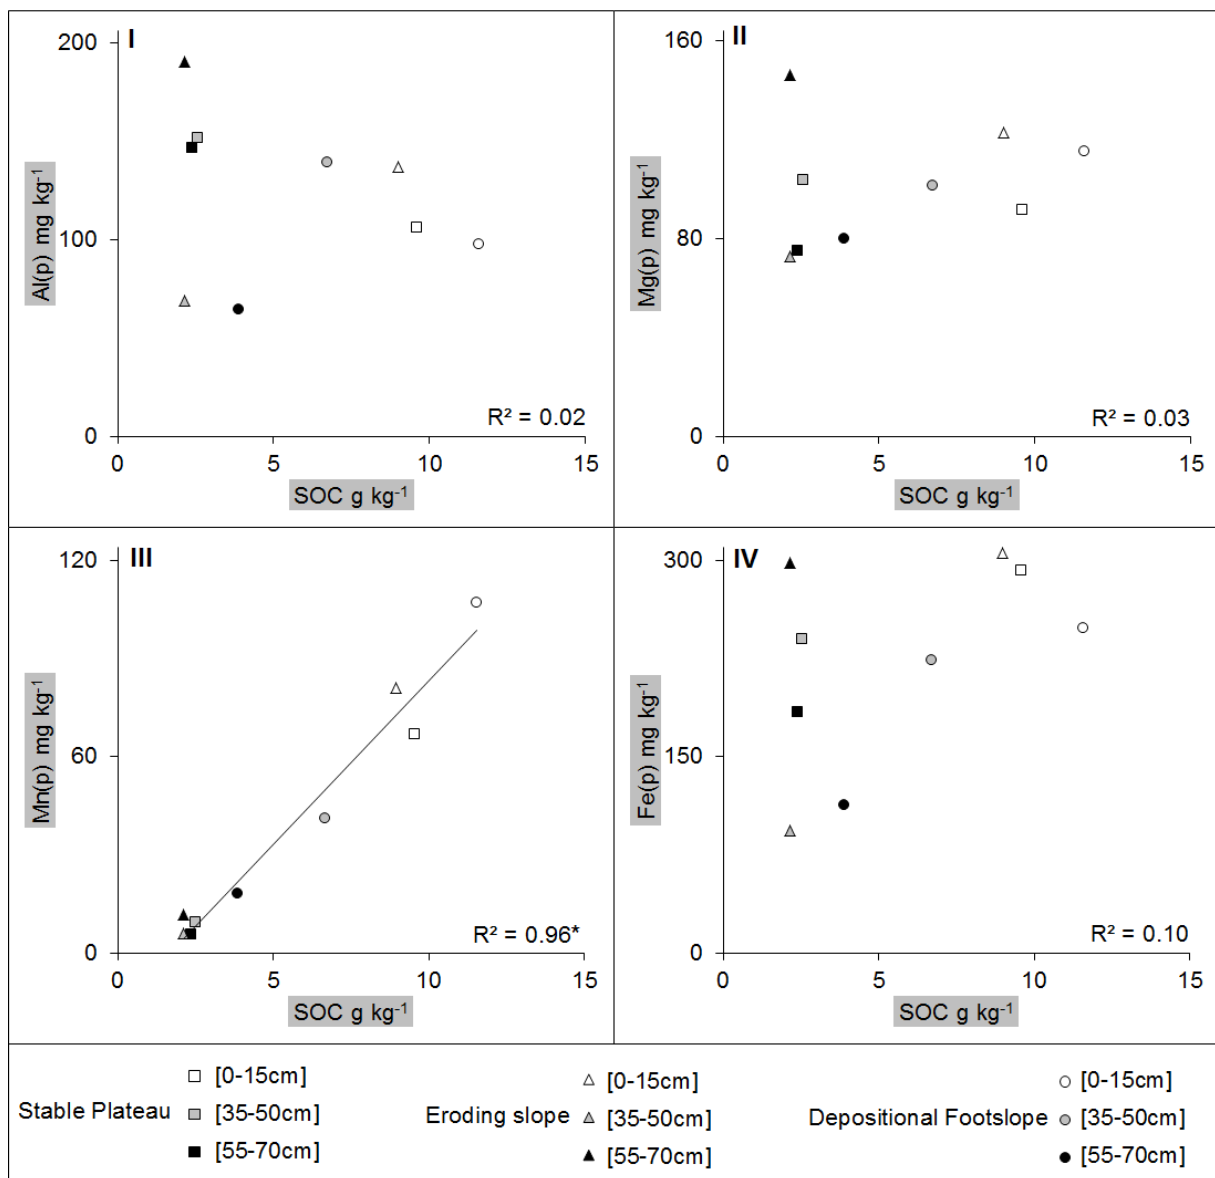 I
200
100
0
Al(p) mg kg-1
R² = 0.02
0 5 10 15
SOC g kg-1
II
160
80
0
Mg(p) mg kg-1
R² = 0.03
0 5 10 15
SOC g kg-1
III
120
60
0
Mn(p) mg kg-1
R² = 0.96*
0 5 10 15
SOC g kg-1
IV
300
150
0
Fe(p) mg kg-1
R² = 0.10
0 5 10 15
SOC g kg-1
Stable Plateau
[0-15cm]
[35-50cm]
[55-70cm]
Eroding slope
[0-15cm]
[35-50cm]
[55-70cm]
Depositional Footslope
[0-15cm]
[35-50cm]
[55-70cm]